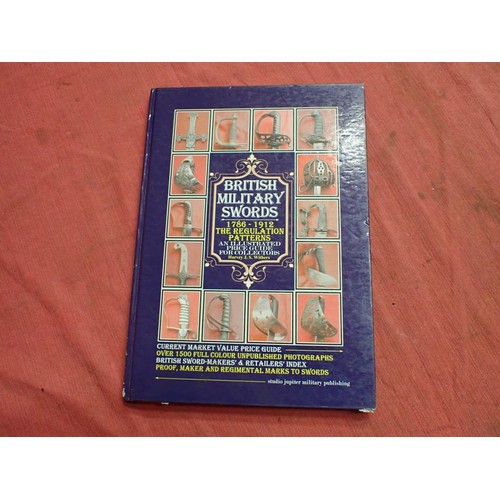 BRITISH
MILITARY
SWORDS
1786 - 1912
THE REGULATION
PATTERNS
AN ILLUSTRATED
PRICE GUIDE
FOR COLLECTORS
Harvey J. S. Withers
CURRENT MARKET VALUE PRICE GUIDE
OVER 1500 FULL COLOUR UNPUBLISHED PHOTOGRAPHS
BRITISH SWORD-MAKERS' & RETAILERS' INDEX
PROOF, MAKER AND REGIMENTAL MARKS TO SWORDS
studio jupiter military publishing